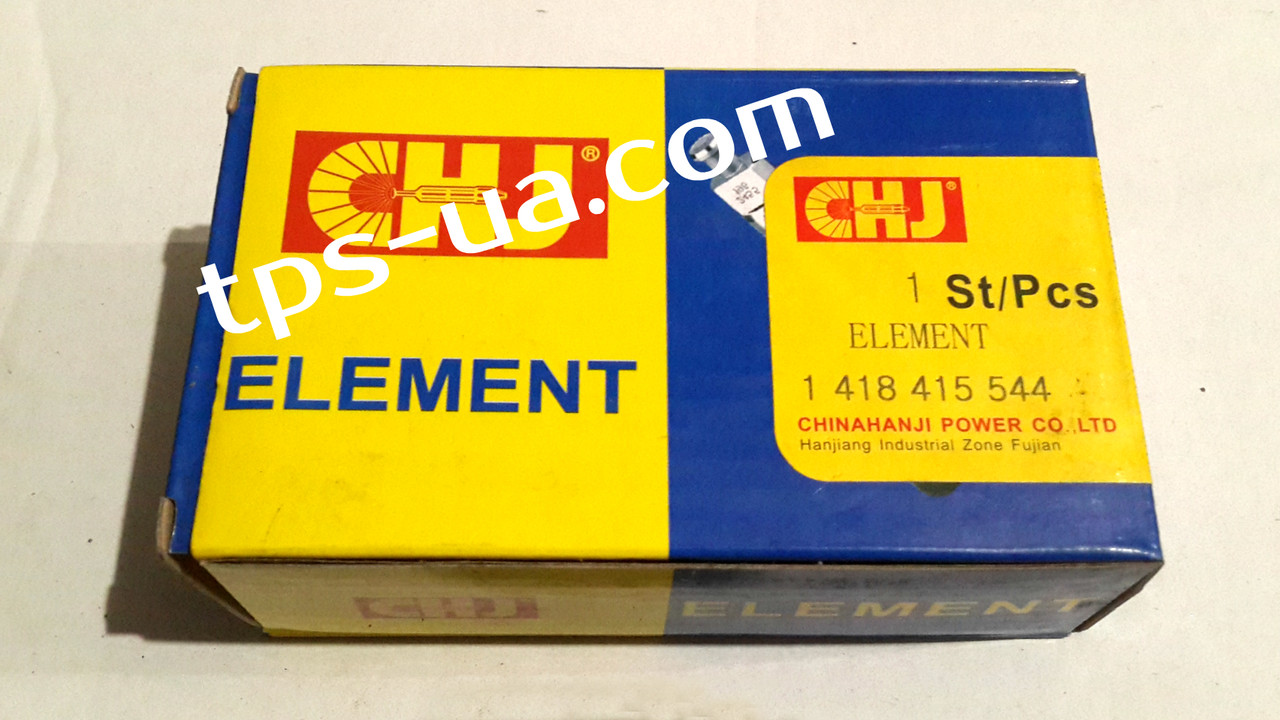 CHJ®
tps-ua.com
ELEMENT
CHJ®
1 St/Pcs
ELEMENT
1 418 415 544
CHINAHANJI POWER CO.,LTD
Hanjiang Industrial Zone Fujian
CHJ
ELEMENT